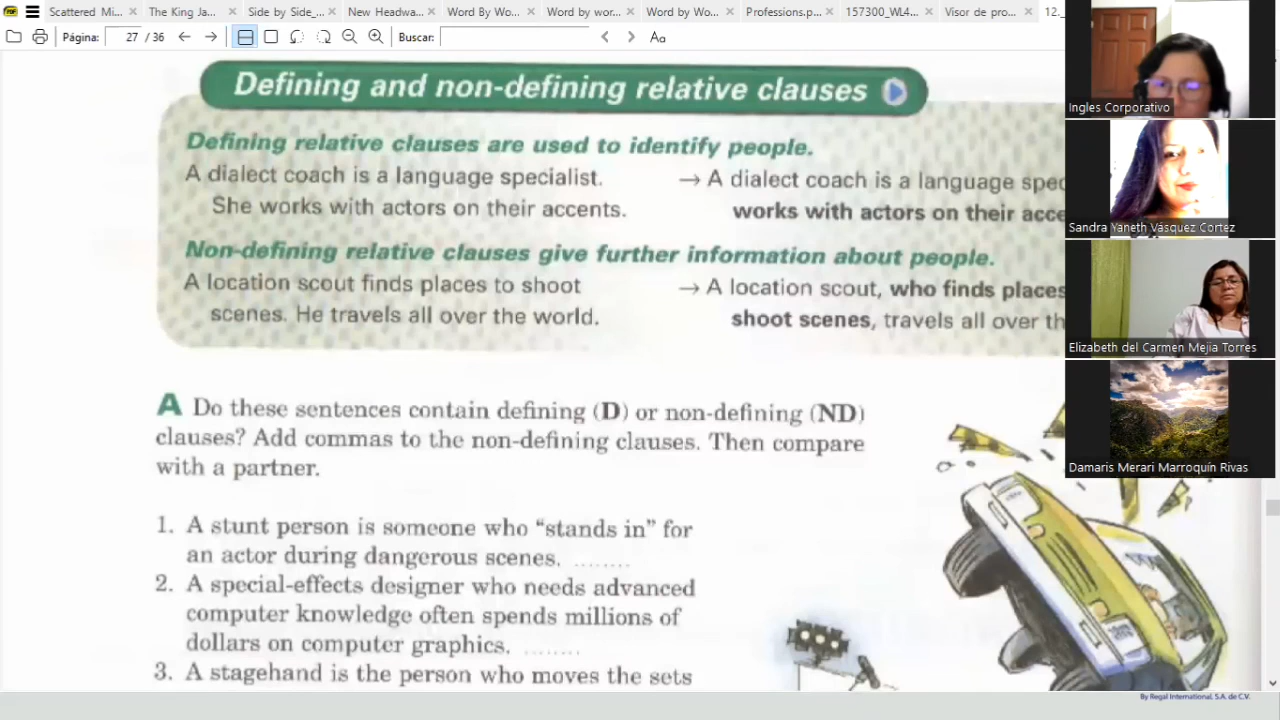 Scattered Mi...
The King Ja...
Side by Side_...
New Headwa...
By Wo...
Word by wor...
Word by Wo...
Professions.p...
157300_WL4...
Visor de pro...
12._
Página: 27 / 36
Buscar:
Aa
Defining and non-defining relative clauses
Defining relative clauses are used to identify people.
A dialect coach is a language specialist.
She works with actors on their accents.
→ A dialect coach is a language spec
works with actors on their acce
Non-defining relative clauses give further information about people.
A location scout finds places to shoot
scenes. He travels all over the world.
→ A location scout, who finds places
shoot scenes, travels all over th
A Do these sentences contain defining (D) or non-defining (ND)
clauses? Add commas to the non-defining clauses. Then compare
with a partner.
1. A stunt person is someone who “stands in” for
an actor during dangerous scenes. ........
2. A special-effects designer who needs advanced
computer knowledge often spends millions of
dollars on computer graphics. ........
3. A stagehand is the person who moves the sets
Ingles Corporativo
Sandra Yaneth Vásquez Cortez
Elizabeth del Carmen Mejia Torres
Damaris Merari Marroquín Rivas
By Regal International, S.A. de C.V.